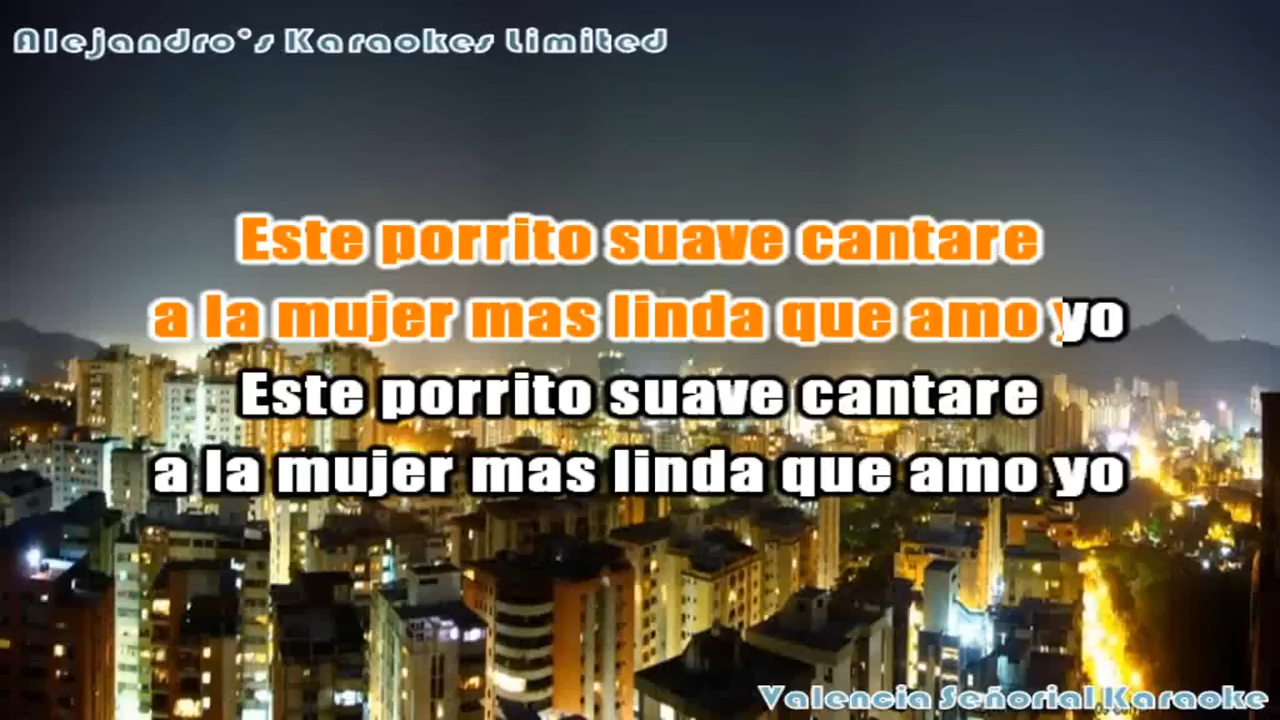 Alejandro's Karaokes Limited
Este porrito suave cantare
a la mujer mas linda que amo yo
Este porrito suave cantare
a la mujer mas linda que amo yo
Valencia Señorial Karaoke